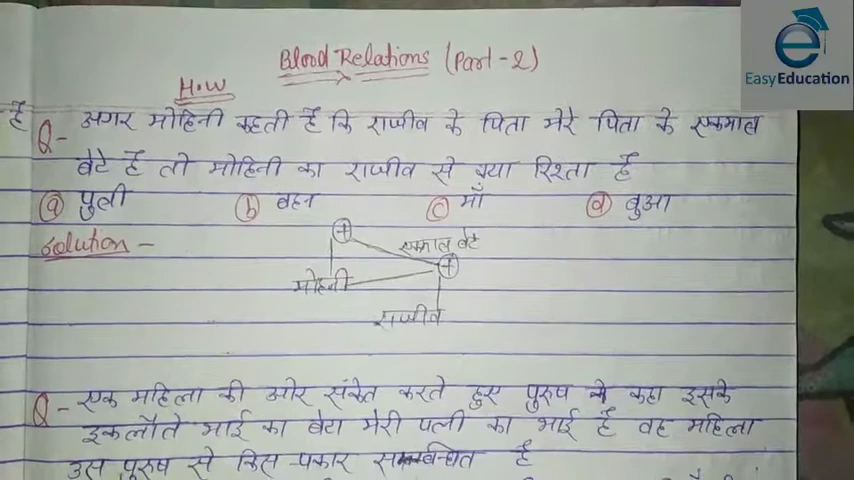 EasyEducation
Blood Relations (Part-2)
H.W
है
Q- अगर मोहिनी कहती हैं कि राजीव के पिता मेरे पिता के एकमात्र
बेटे हैं तो मोहिनी का राजीव से क्या रिश्ता हैं
(a) पुत्री (b) बहन (c) माँ (d) बुआ
Solution -
एकमात्र बेटे
मोहिनी
राजीव
Q- एक महिला की ओर संकेत करते हुए पुरुष ने कहा इसके
इकलौते भाई का बेटा मेरी पत्नी का भाई हैं वह महिला
उस पुरुष से किस प्रकार सम्बन्धित हैं